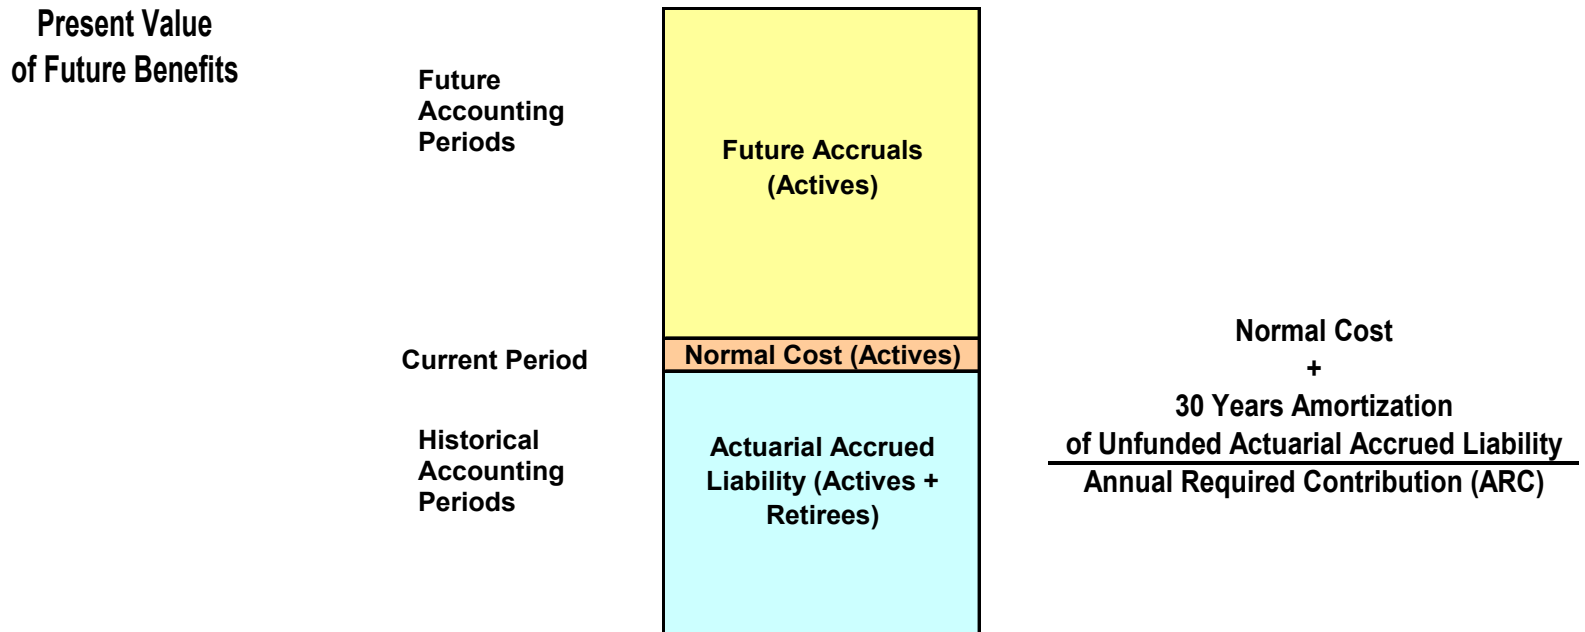 Present Value
of Future Benefits
Future
Accounting
Periods
Future Accruals
(Actives)
Current Period
Normal Cost (Actives)
Historical
Accounting
Periods
Actuarial Accrued
Liability (Actives +
Retirees)
Normal Cost
+
30 Years Amortization
of Unfunded Actuarial Accrued Liability
Annual Required Contribution (ARC)